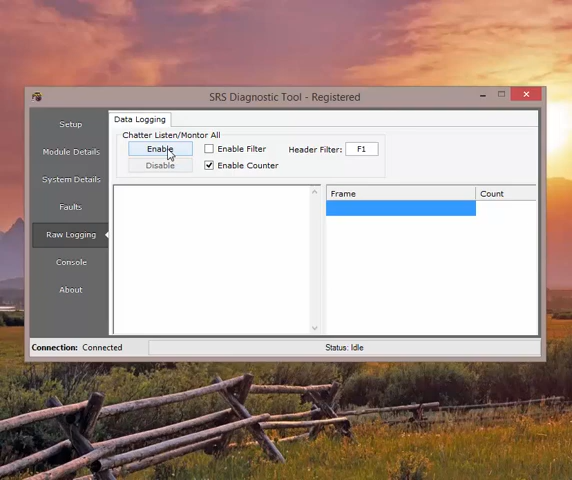 SRS Diagnostic Tool - Registered
Setup
Module Details
System Details
Faults
Raw Logging
Console
About
Data Logging
Chatter Listen/Montor All
Enable
Enable Filter
Header Filter: F1
Disable
Enable Counter
Frame Count
Connection: Connected
Status: Idle